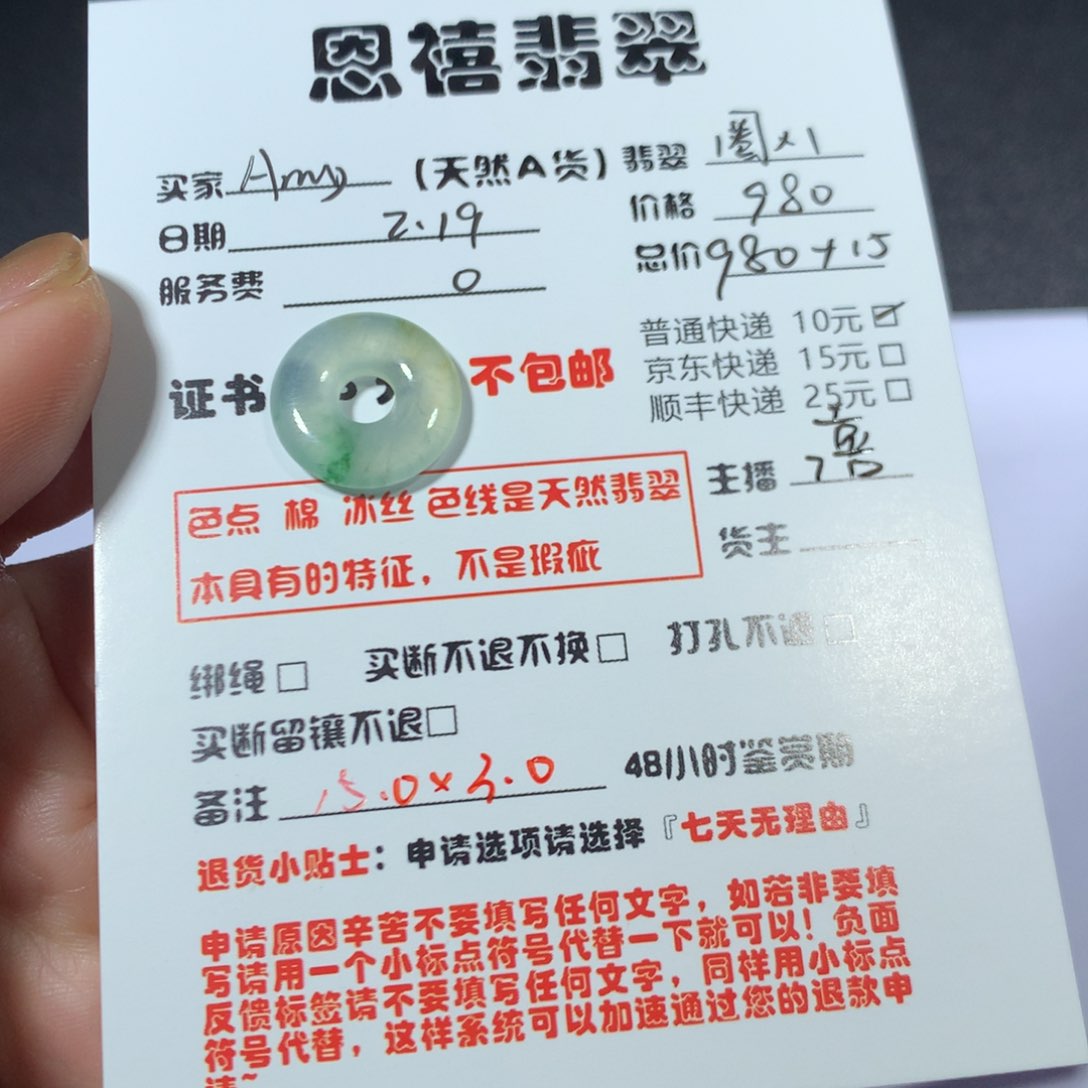 恩禧翡翠
买家 Amy (天然A货) 翡翠 圈×1
日期 2.19 价格 980
服务费 0 总价 980+15
普通快递 10元☑
证书 不包邮 京东快递 15元□
顺丰快递 25元□
主播
色点 棉 冰丝 色线是天然翡翠
本具有的特征,不是瑕疵
货主
绑绳□ 买断不退不换□ 打孔不退□
买断留镶不退□
备注 15.0×3.0 48小时鉴赏期
退货小贴士:申请选项请选择『七天无理由』
申请原因辛苦不要填写任何文字,如若非要填
写请用一个小标点符号代替一下就可以!负面
反馈标签请不要填写任何文字,同样用小标点
符号代替,这样系统可以加速通过您的退款申
请~